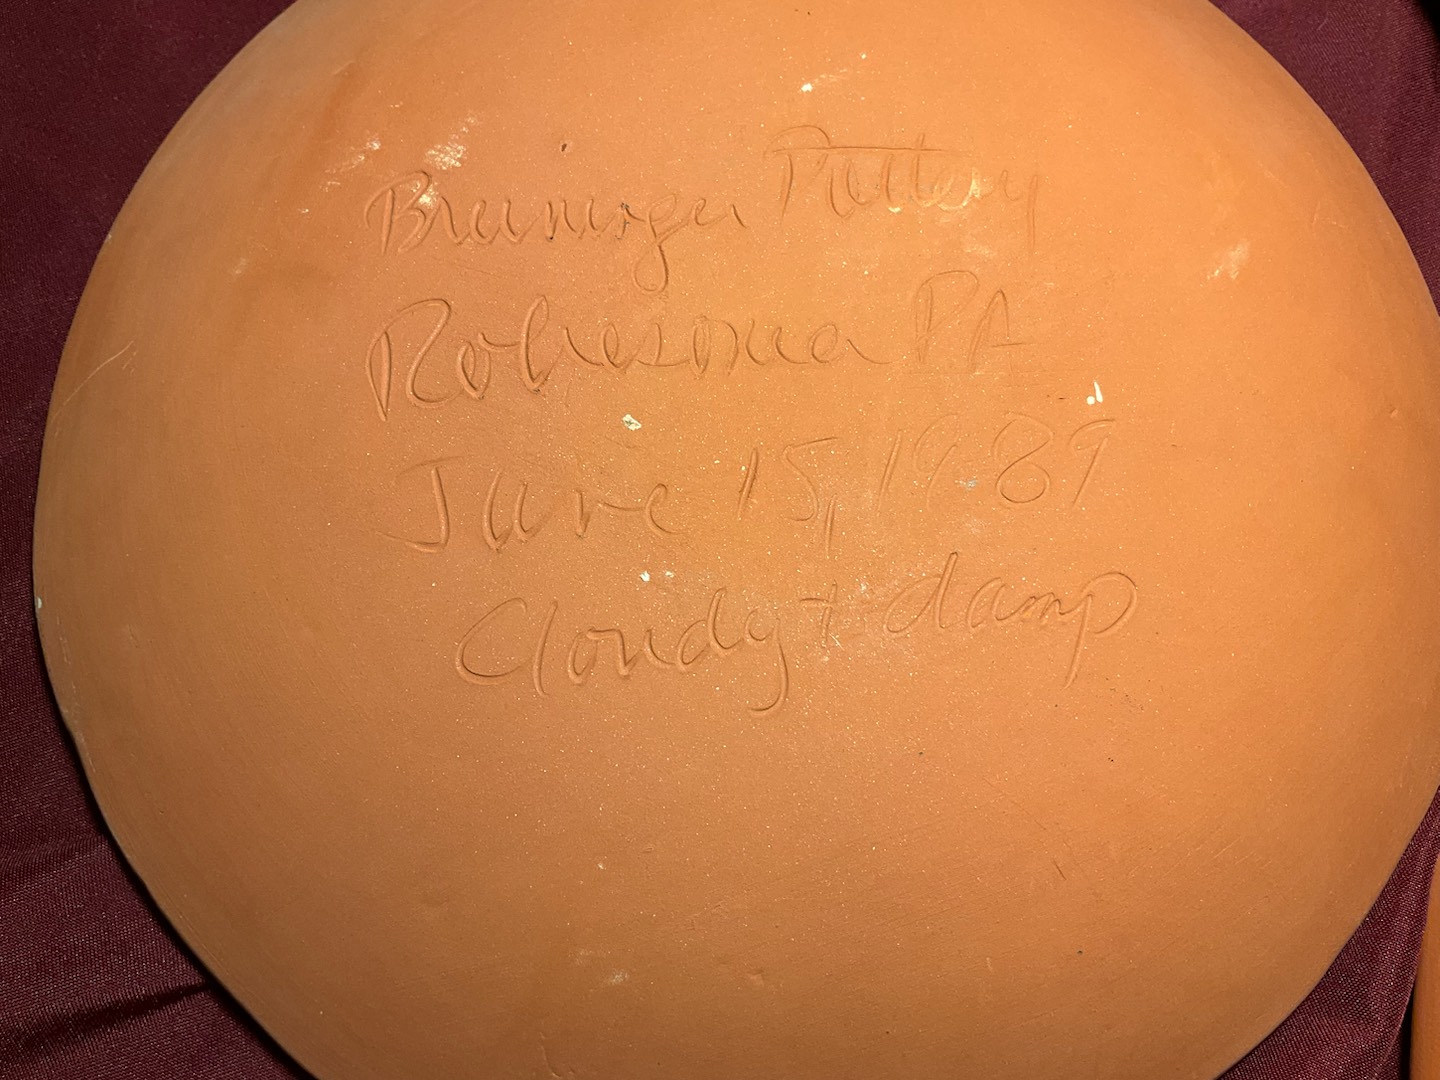 Breininger Pottery
Robesonia PA
June 15, 1989
Cloudy + damp